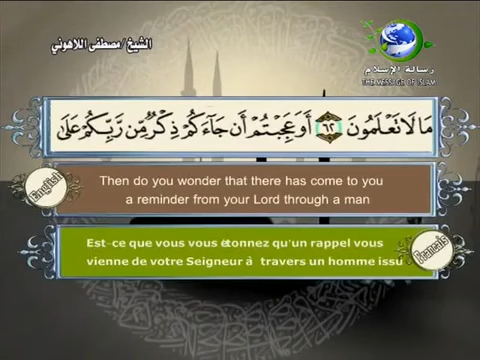 الشيخ/مصطفى اللاهوني
رسالة الإسلام
THE MESSAGE OF ISLAM
مَا لَا تَعْلَمُونَ ٦٢ أَوَعَجِبْتُمْ أَن جَاءَكُمْ ذِكْرٌ مِّن رَّبِّكُمْ عَلَىٰ
English
Then do you wonder that there has come to you
a reminder from your Lord through a man
Est-ce que vous vous étonnez qu'un rappel vous
vienne de votre Seigneur à travers un homme issu
Francais